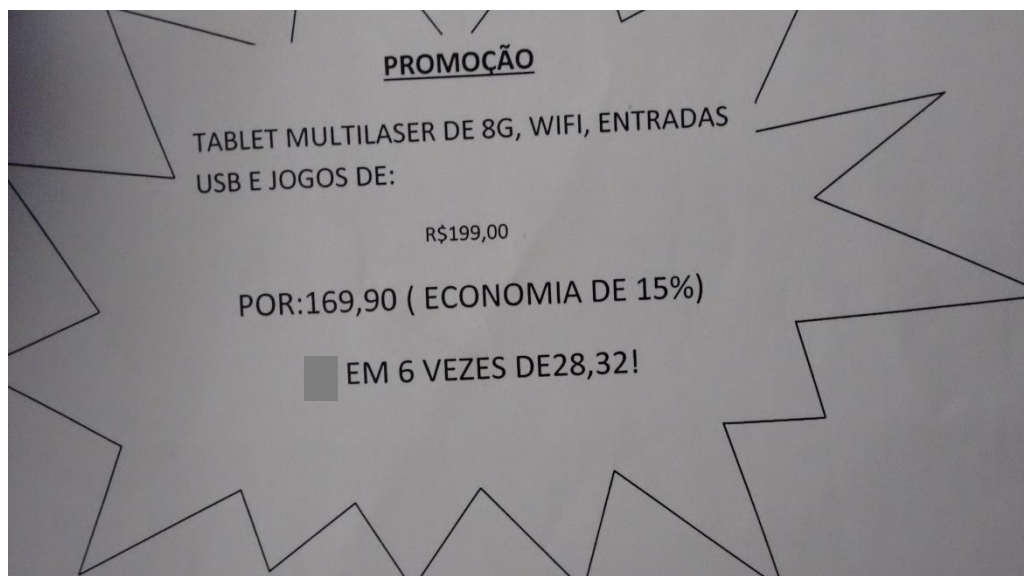 PROMOÇÃO
TABLET MULTILASER DE 8G, WIFI, ENTRADAS
USB E JOGOS DE:
R$199,00
POR:169,90 ( ECONOMIA DE 15%)
EM 6 VEZES DE28,32!